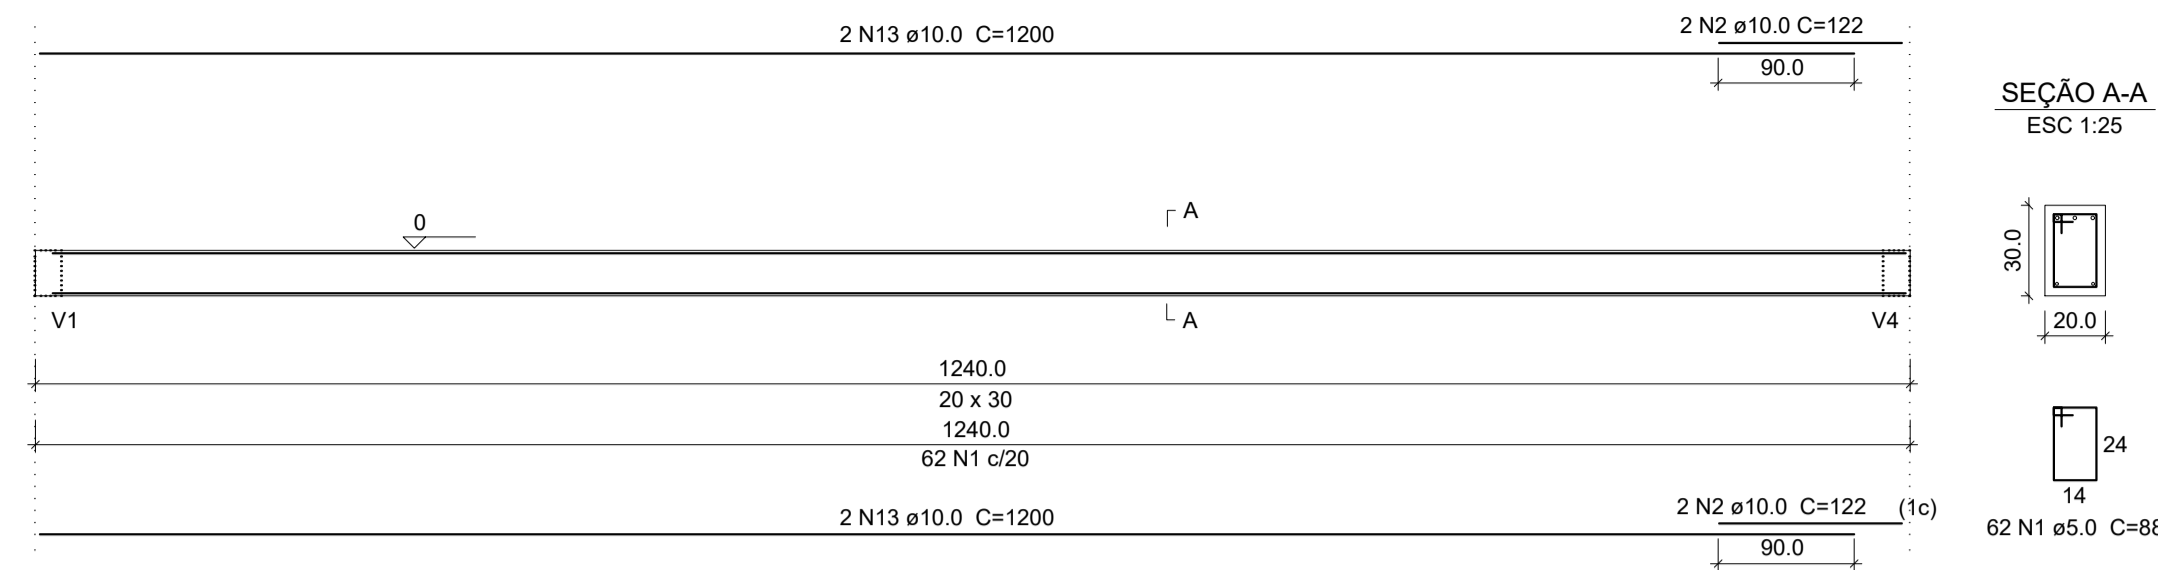 2 N13 ø10.0  C=1200
2 N2 ø10.0 C=122
90.0
SEÇÃO A-A
ESC 1:25
0
A
30.0
20.0
A
V1
V4
1240.0
20 x 30
1240.0
62 N1 c/20
24
14
62 N1 ø5.0  C=88
2 N13 ø10.0  C=1200
2 N2 ø10.0  C=122
(1c)
90.0